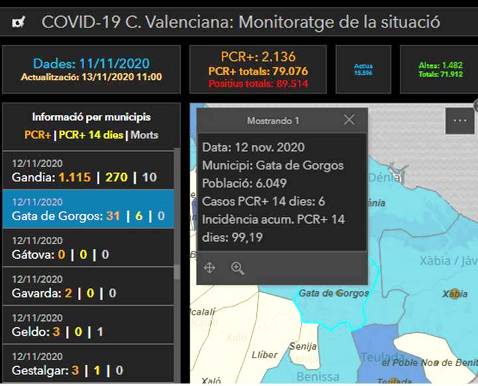 COVID-19 C. Valenciana: Monitoratge de la situació
Dades: 11/11/2020
Actualització: 13/11/2020 11:00
PCR+: 2.136
PCR+ totals: 79.076
Positius totals: 89.514
Actius
15.596
Altes: 1.482
Totals: 71.912
Informació per municipis
PCR+ | PCR+ 14 dies | Morts
12/11/2020
Gandia: 1.115 | 270 | 10
12/11/2020
Gata de Gorgos: 31 | 6 | 0
12/11/2020
Gátova: 0 | 0 | 0
12/11/2020
Gavarda: 2 | 0 | 0
12/11/2020
Geldo: 3 | 0 | 1
12/11/2020
Gestalgar: 3 | 1 | 0
Mostrando 1
Data: 12 nov. 2020
Municipi: Gata de Gorgos
Població: 6.049
Casos PCR+ 14 dies: 6
Incidència acum. PCR+ 14
dies: 99,19
Dénia
Dénia
Xàbia / Jáv
Xàbia
Gata de Gorgos
Alcalalí
Xaló
Senija
Llíber
Teulada
el Poble Nou de Benit
Benissa
Xaló
Teulada